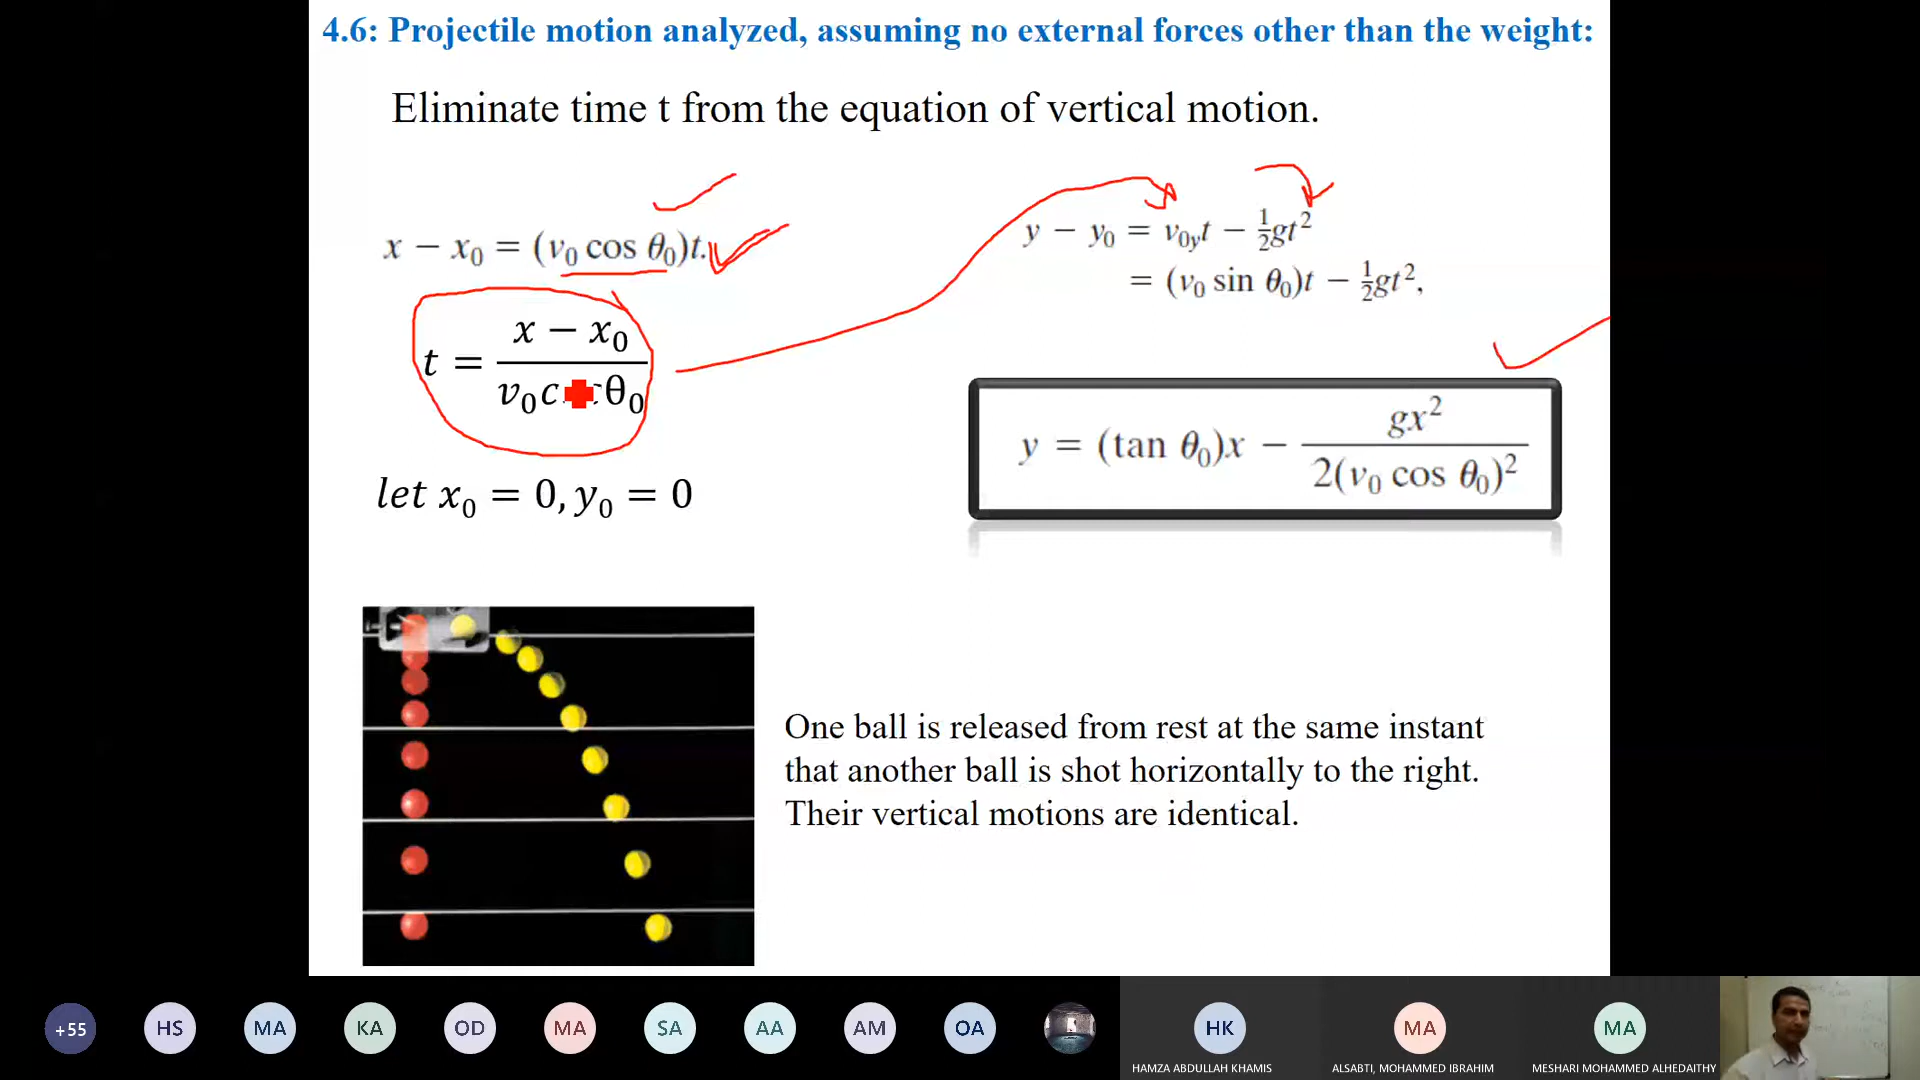 4.6: Projectile motion analyzed, assuming no external forces other than the weight:
Eliminate time t from the equation of vertical motion.
x − x₀ = (v₀ cos θ₀)t.
y − y₀ = v₀yt − ½gt²
= (v₀ sin θ₀)t − ½gt²,
t = (x − x₀)/(v₀c θ₀)
y = (tan θ₀)x − gx²/2(v₀ cos θ₀)²
let x₀ = 0, y₀ = 0
One ball is released from rest at the same instant
that another ball is shot horizontally to the right.
Their vertical motions are identical.
+55
HS
MA
KA
OD
MA
SA
AA
AM
OA
HK
MA
MA
HAMZA ABDULLAH KHAMIS
ALSABTI, MOHAMMED IBRAHIM
MESHARI MOHAMMED ALHEDAITHY